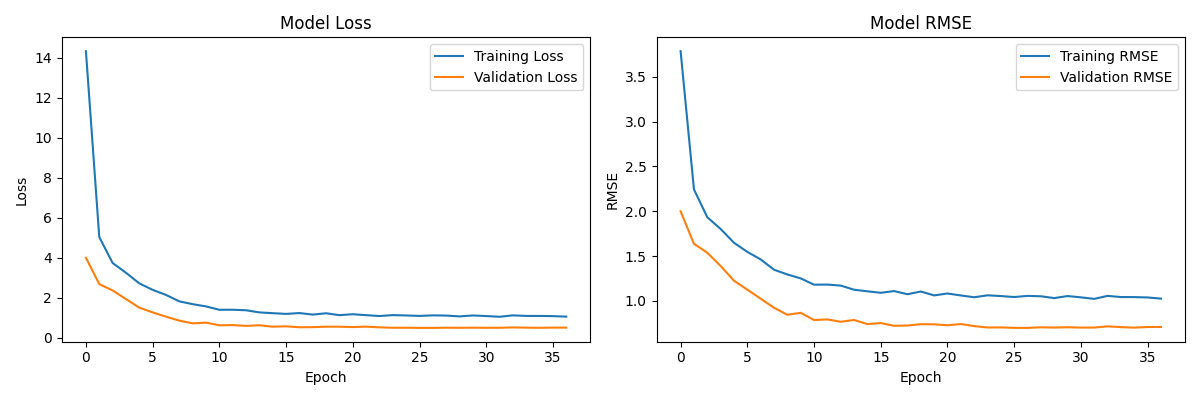 Model Loss
Training Loss
Validation Loss
14
12
10
8
6
4
2
0
Loss
0 5 10 15 20 25 30 35
Epoch
Model RMSE
Training RMSE
Validation RMSE
3.5
3.0
2.5
2.0
1.5
1.0
RMSE
0 5 10 15 20 25 30 35
Epoch